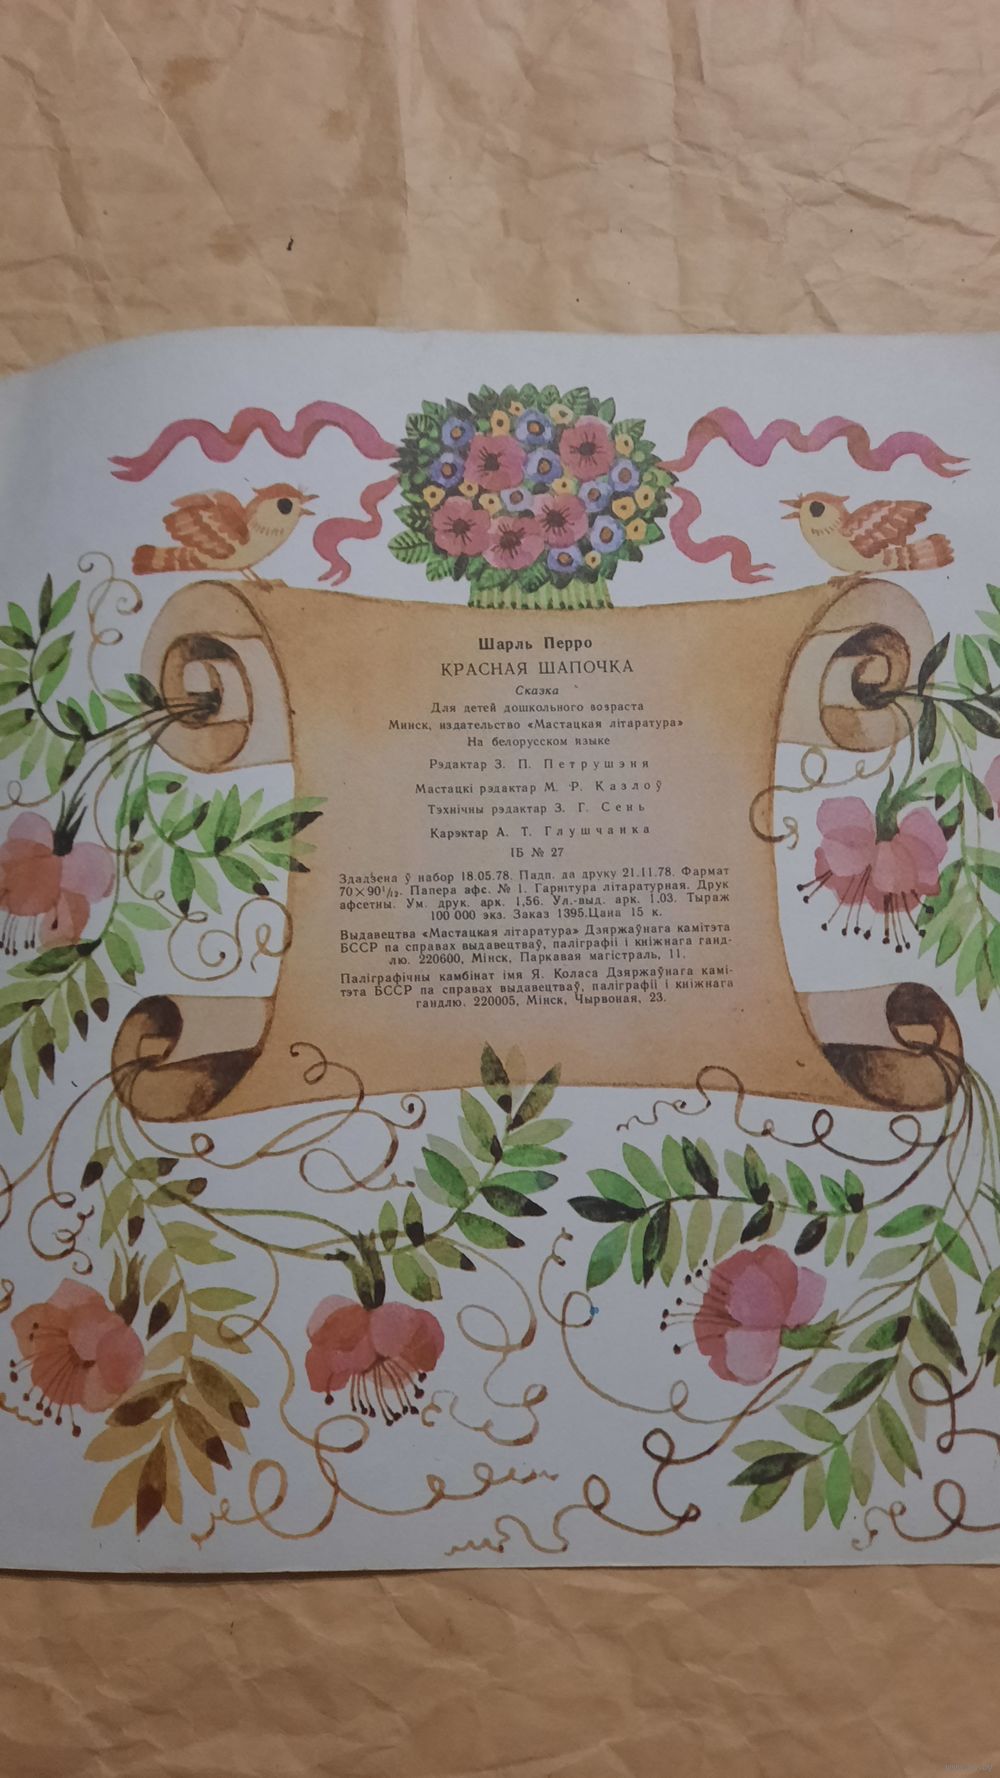 Шарль Перро
КРАСНАЯ ШАПОЧКА
Сказка
Для детей дошкольного возраста
Минск, издательство «Мастацкая літаратура»
На белорусском языке
Рэдактар З. П. Петрушэня
Мастацкі рэдактар М. Р. Казлоў
Тэхнічны рэдактар З. Г. Сень
Карэктар А. Т. Глушчанка
ІБ № 27
Здадзена ў набор 18.05.78. Падп. да друку 21.11.78. Фармат
70×90¹/₁₂. Папера афс. № 1. Гарнітура літаратурная. Друк
афсетны. Ум. друк. арк. 1,56. Ул.-выд. арк. 1,03. Тыраж
100 000 экз. Заказ 1395.Цана 15 к.
Выдавецтва «Мастацкая літаратура» Дзяржаўнага камітэта
БССР па справах выдавецтваў, паліграфіі і кніжнага ганд-
лю. 220600, Мінск, Паркавая магістраль, 11.
Паліграфічны камбінат імя Я. Коласа Дзяржаўнага камі-
тэта БССР па справах выдавецтваў, паліграфіі і кніжнага
гандлю. 220005, Мінск, Чырвоная, 23.